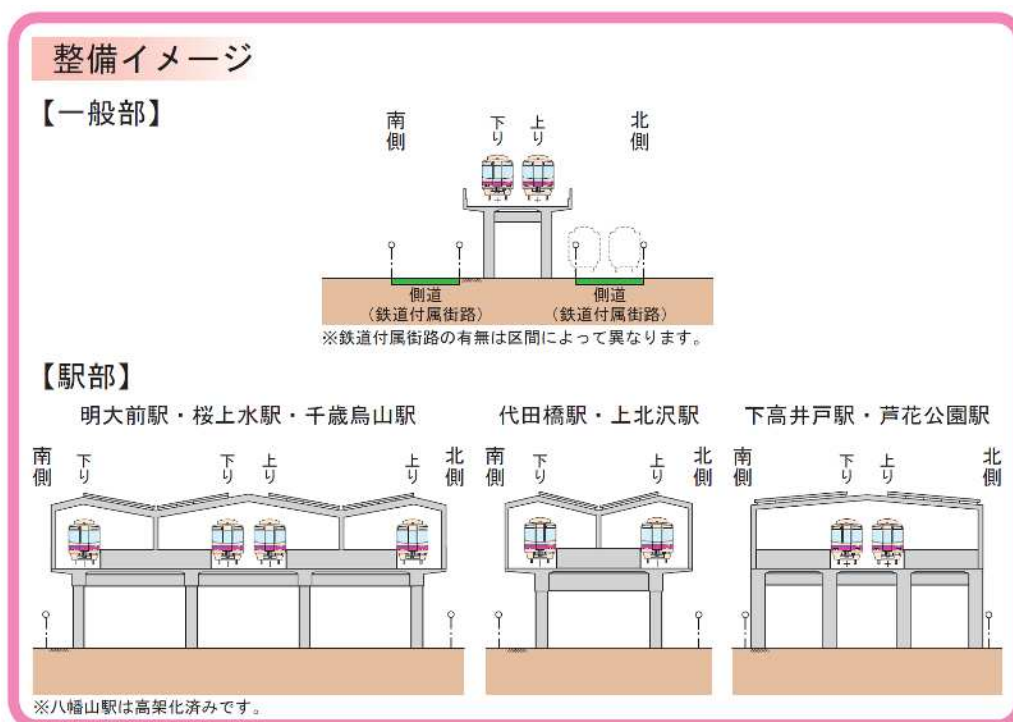 整備イメージ
【一般部】
南側
下り
上り
北側
側道
(鉄道付属街路)
側道
(鉄道付属街路)
※鉄道付属街路の有無は区間によって異なります。
【駅部】
明大前駅・桜上水駅・千歳烏山駅
南側
下り
下り
上り
上り
北側
代田橋駅・上北沢駅
南側
下り
上り
北側
下高井戸駅・芦花公園駅
南側
下り
上り
北側
※八幡山駅は高架化済みです。